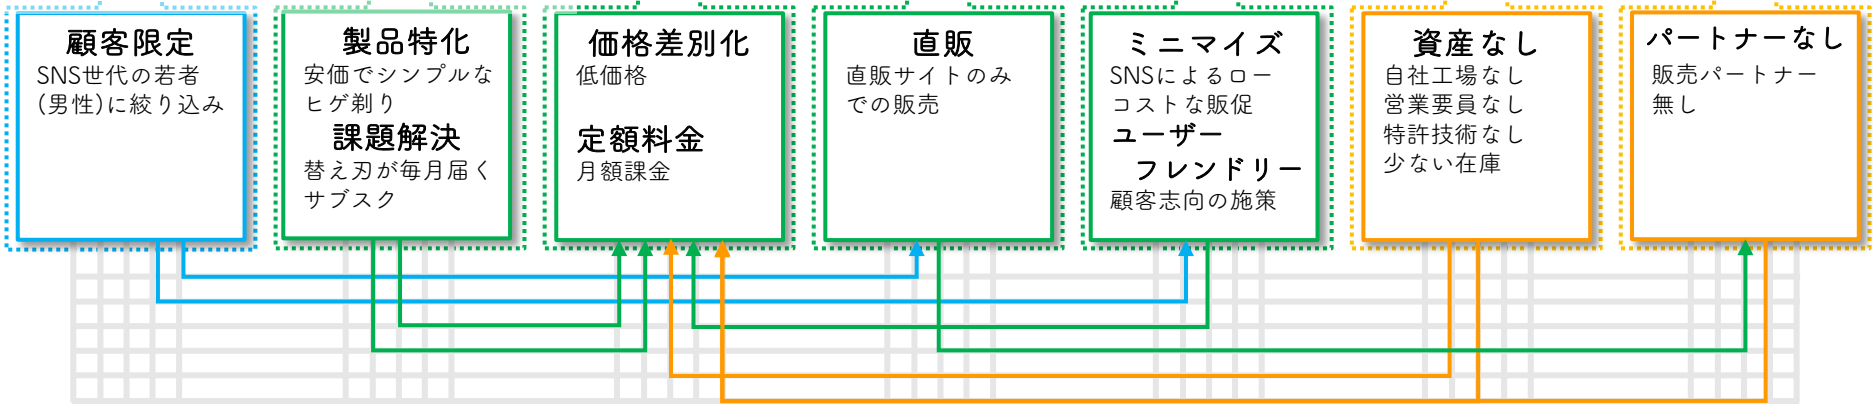 顧客限定
SNS世代の若者
(男性)に絞り込み
製品特化
安価でシンプルな
ヒゲ剃り
課題解決
替え刃が毎月届く
サブスク
価格差別化
低価格
定額料金
月額課金
直販
直販サイトのみ
での販売
ミニマイズ
SNSによるロー
コストな販促
ユーザー
フレンドリー
顧客志向の施策
資産なし
自社工場なし
営業要員なし
特許技術なし
少ない在庫
パートナーなし
販売パートナー
無し